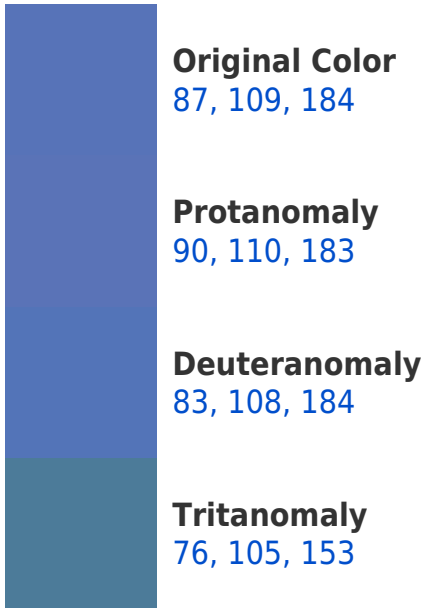 Original Color
87, 109, 184
Protanomaly
90, 110, 183
Deuteranomaly
83, 108, 184
Tritanomaly
76, 105, 153